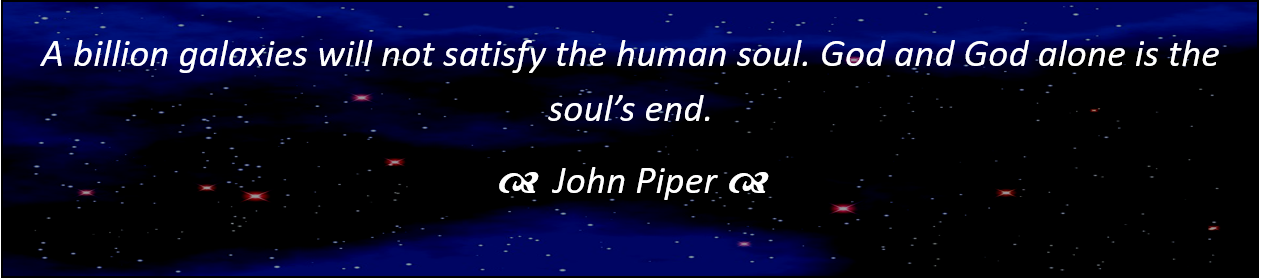 A billion galaxies will not satisfy the human soul. God and God alone is the
soul’s end.
John Piper